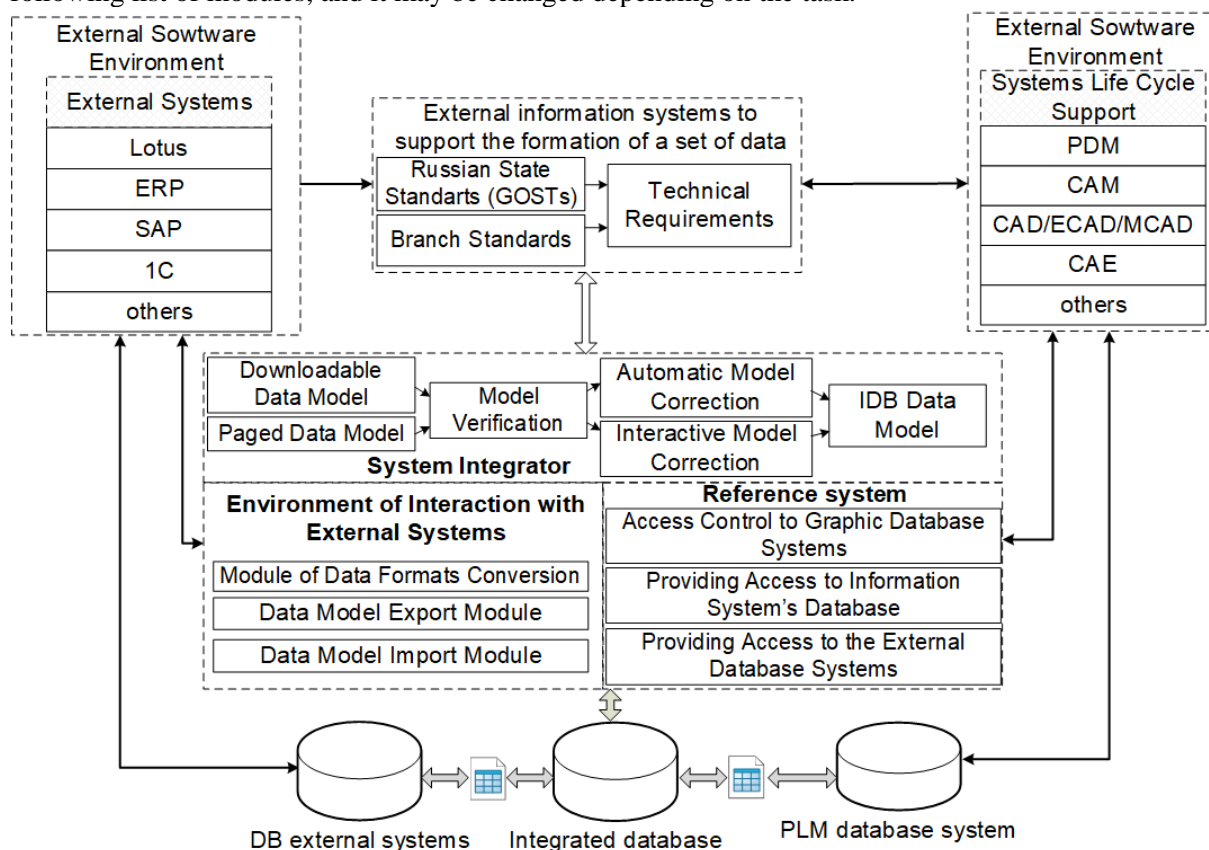 following list of modules, and it may be changed depending on the task.
External Sowtware
Environment
External Systems
Lotus
ERP
SAP
1C
others
External information systems to
support the formation of a set of data
Russian State
Standarts (GOSTs)
Branch Standards
Technical
Requirements
External Sowtware
Environment
Systems Life Cycle
Support
PDM
CAM
CAD/ECAD/MCAD
CAE
others
Downloadable
Data Model
Paged Data Model
Model
Verification
Automatic Model
Correction
Interactive Model
Correction
IDB Data
Model
System Integrator
Environment of Interaction with
External Systems
Module of Data Formats Conversion
Data Model Export Module
Data Model Import Module
Reference system
Access Control to Graphic Database
Systems
Providing Access to Information
System's Database
Providing Access to the External
Database Systems
DB external systems
Integrated database
PLM database system